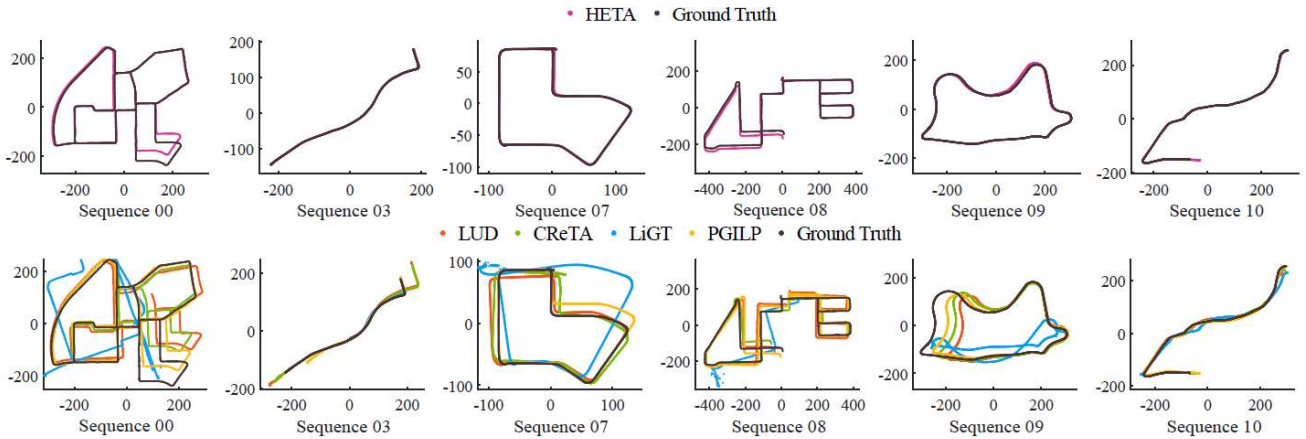 HETA Ground Truth
200 0 -200
-200 0 200
Sequence 00
200 100 0 -100
-200 0 200
Sequence 03
50 0 -50 -100
0 100
Sequence 07
200 0 -200
-400 -200 0 200 400
Sequence 08
200 0 -200
-200 0 200
Sequence 09
200 0 -200
-200 0 200
Sequence 10
LUD CReTA LiGT PGILP Ground Truth
200 0 -200
-200 0 200
Sequence 00
200 0 -200
-200 0 200
Sequence 03
100 0 -100
-100 0 100
Sequence 07
200 0 -200
-400 -200 0 200 400
Sequence 08
200 0 -200
-200 0 200
Sequence 09
200 0 -200
-200 0 200
Sequence 10